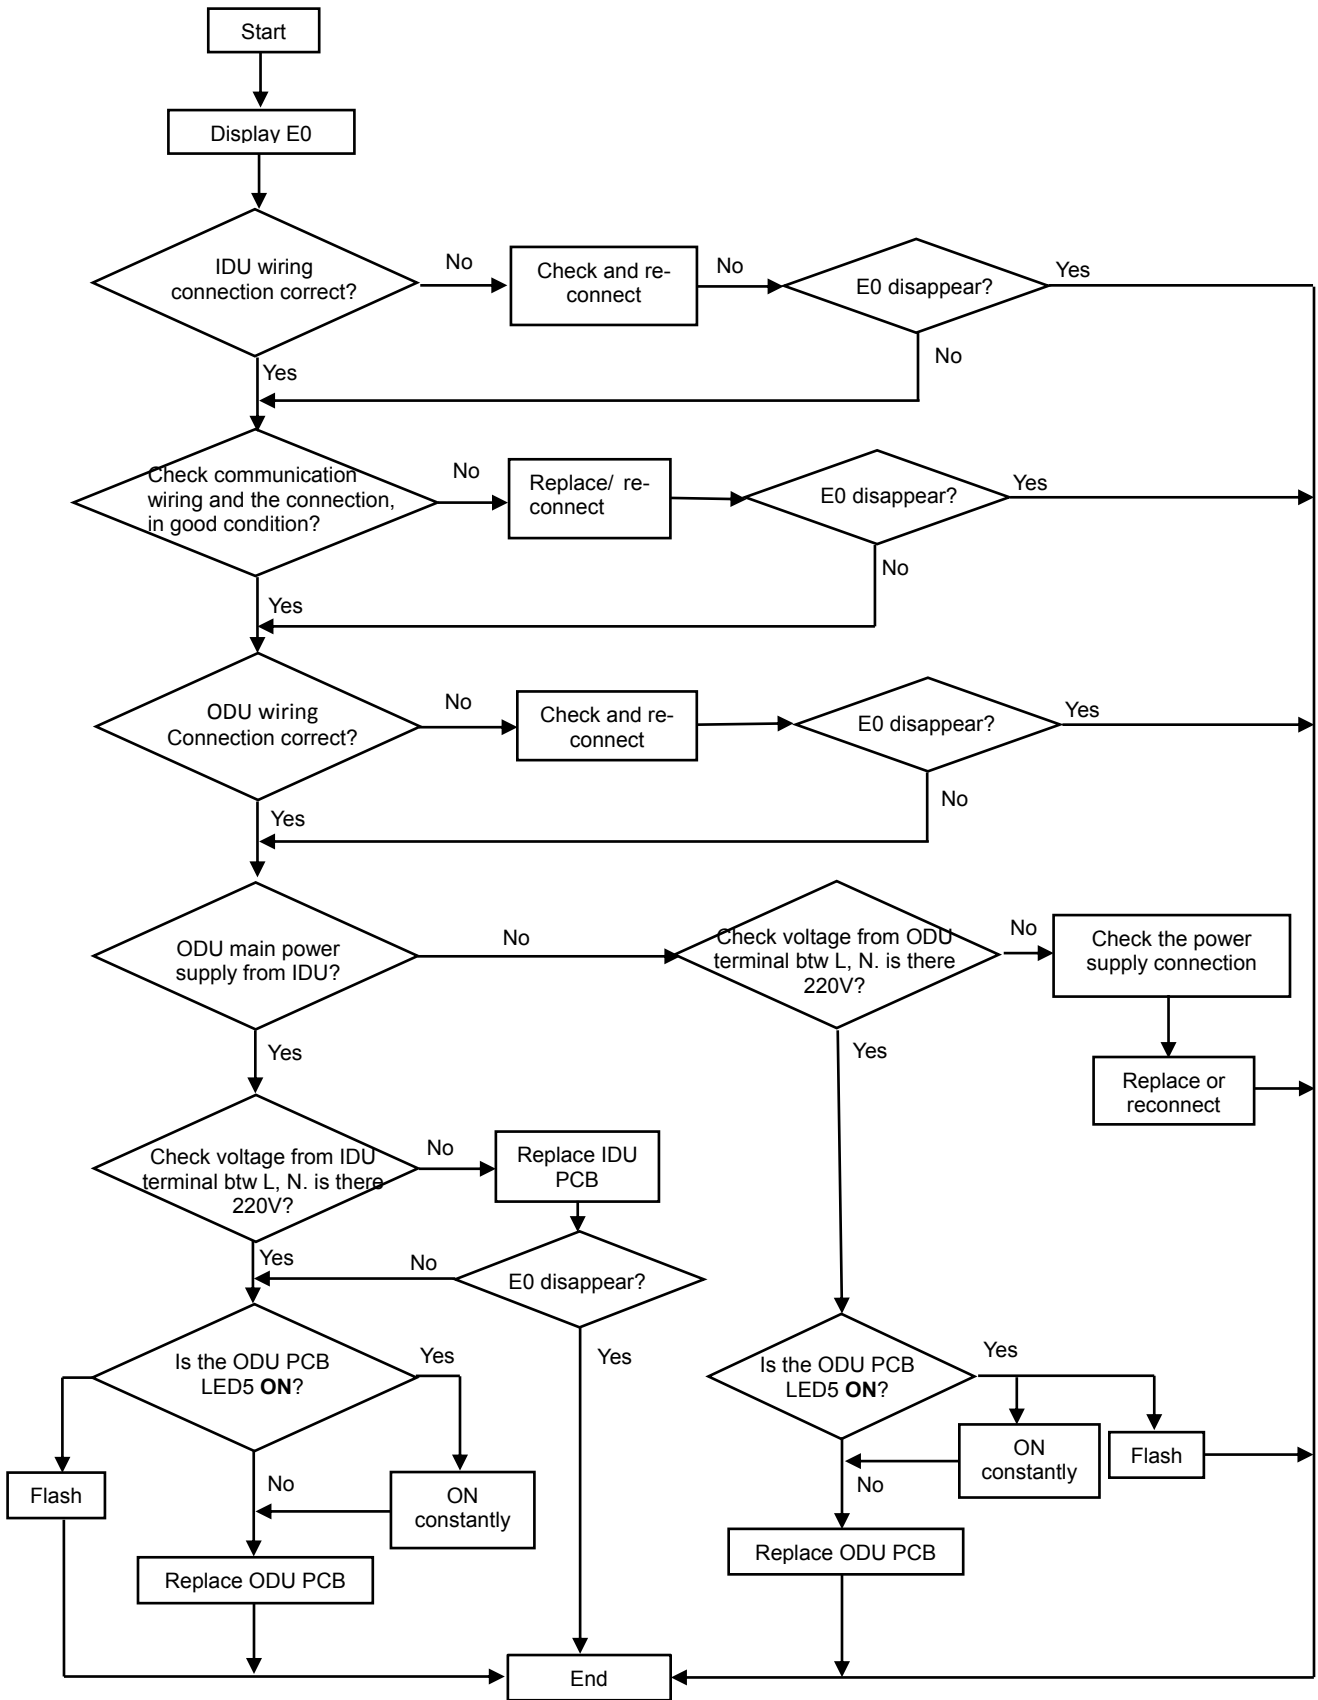 Start
Display E0
IDU wiring
connection correct?
No
Check and re-
connect
No
E0 disappear?
Yes
No
Yes
Check communication
wiring and the connection,
in good condition?
No
Replace/ re-
connect
E0 disappear?
Yes
No
Yes
ODU wiring
Connection correct?
No
Check and re-
connect
E0 disappear?
Yes
No
Yes
ODU main power
supply from IDU?
No
Check voltage from ODU
terminal btw L, N. is there
220V?
No
Check the power
supply connection
Yes
Yes
Replace or
reconnect
Check voltage from IDU
terminal btw L, N. is there
220V?
No
Replace IDU
PCB
Yes
No
E0 disappear?
Yes
Is the ODU PCB
LED5 ON?
Yes
Is the ODU PCB
LED5 ON?
Yes
Flash
No
ON
constantly
No
ON
constantly
Flash
Replace ODU PCB
Replace ODU PCB
End